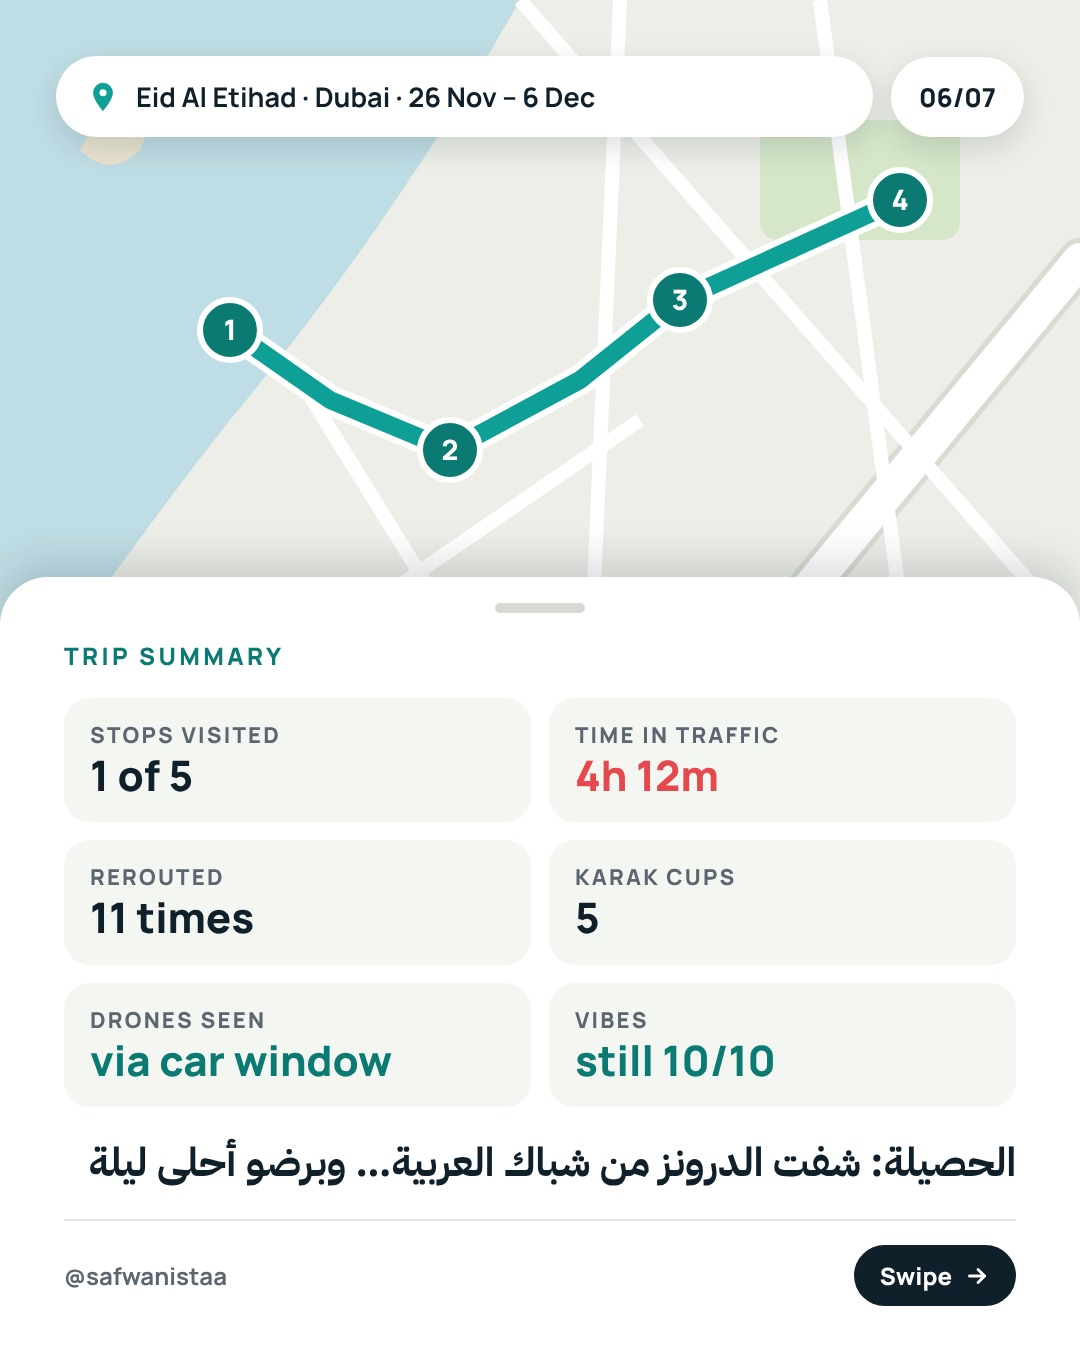 Eid Al Etihad · Dubai · 26 Nov – 6 Dec
06/07
1
2
3
4
TRIP SUMMARY
STOPS VISITED
1 of 5
TIME IN TRAFFIC
4h 12m
REROUTED
11 times
KARAK CUPS
5
DRONES SEEN
via car window
VIBES
still 10/10
الحصيلة: شفت الدرونز من شباك العربية... وبرضو أحلى ليلة
@safwanistaa
Swipe →